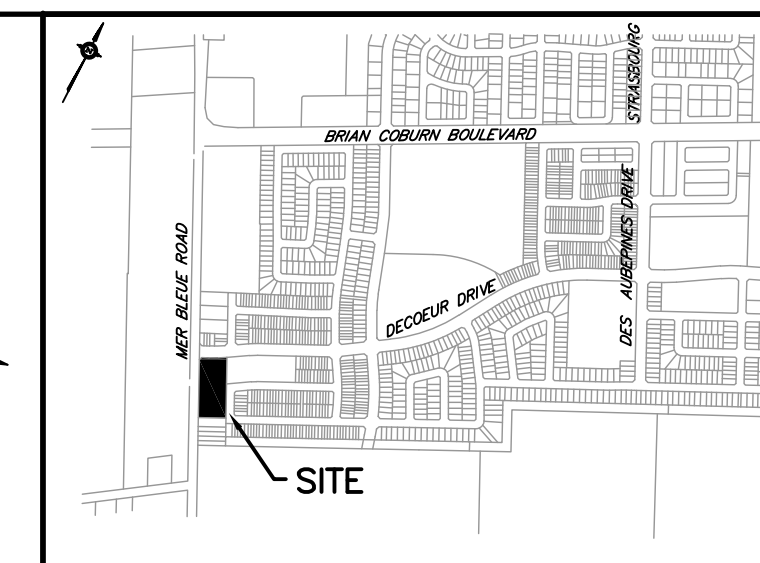 STRASBOURG
BRIAN COBURN BOULEVARD
DES AUBEPINES DRIVE
MER BLEUE ROAD
DECOEUR DRIVE
SITE